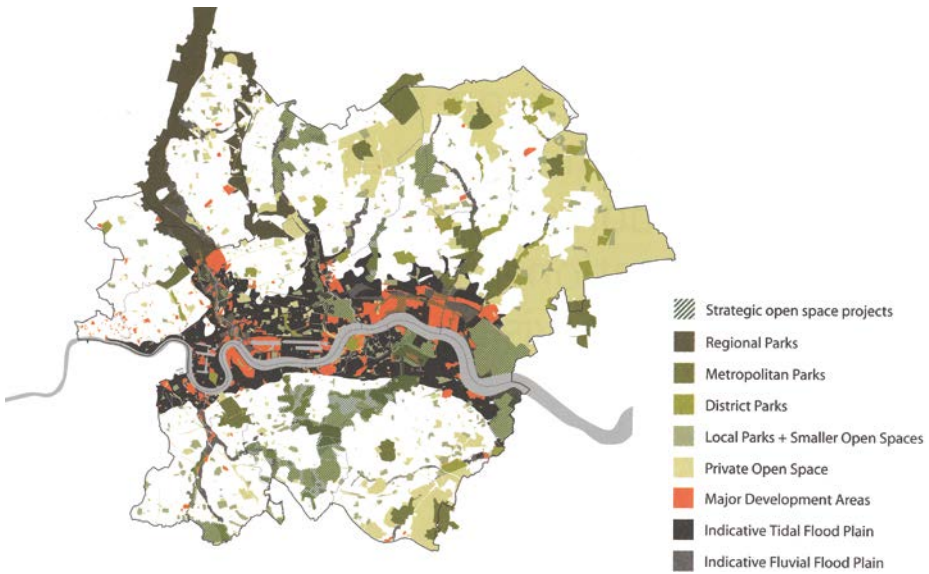 Strategic open space projects
Regional Parks
Metropolitan Parks
District Parks
Local Parks + Smaller Open Spaces
Private Open Space
Major Development Areas
Indicative Tidal Flood Plain
Indicative Fluvial Flood Plain